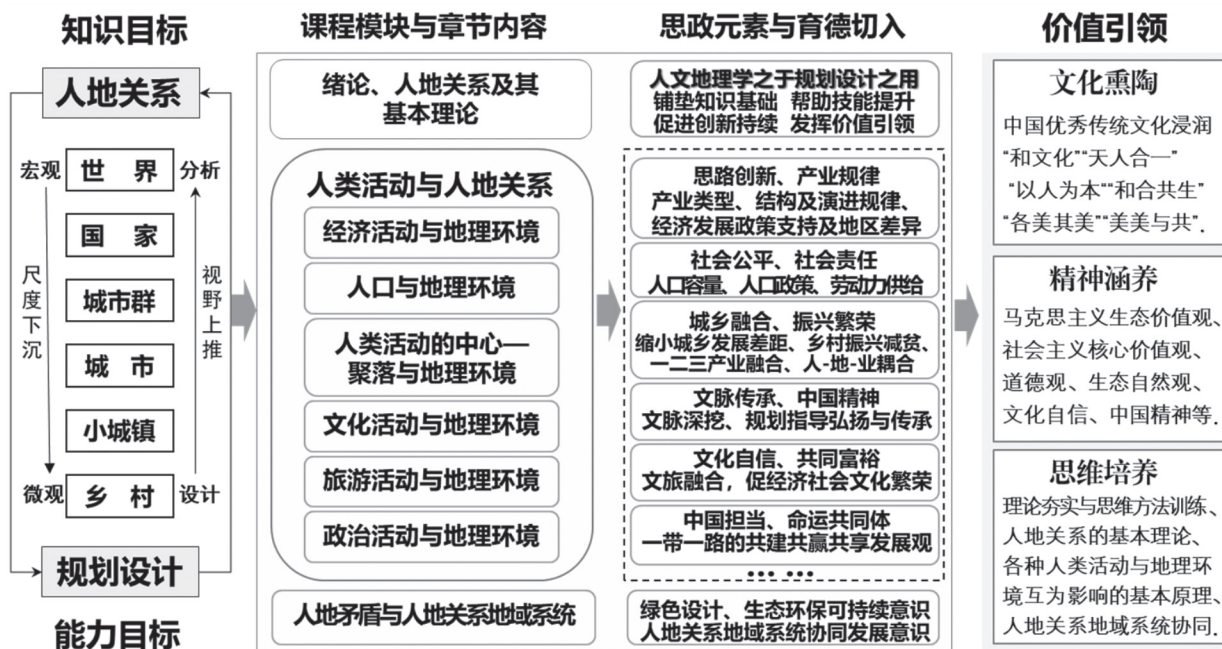 知识目标
人地关系
宏观
分析
世 界
国 家
城市群
城 市
小城镇
乡 村
尺度下沉
视野上推
微观
设计
规划设计
能力目标
课程模块与章节内容
绪论、人地关系及其
基本理论
人类活动与人地关系
经济活动与地理环境
人口与地理环境
人类活动的中心—
聚落与地理环境
文化活动与地理环境
旅游活动与地理环境
政治活动与地理环境
人地矛盾与人地关系地域系统
思政元素与育德切入
人文地理学之于规划设计之用
铺垫知识基础 帮助技能提升
促进创新持续 发挥价值引领
思路创新、产业规律
产业类型、结构及演进规律、
经济发展政策支持及地区差异
社会公平、社会责任
人口容量、人口政策、劳动力供给
城乡融合、振兴繁荣
缩小城乡发展差距、乡村振兴减贫、
一二三产业融合、人-地-业耦合
文脉传承、中国精神
文脉深挖、规划指导弘扬与传承
文化自信、共同富裕
文旅融合，促经济社会文化繁荣
中国担当、命运共同体
一带一路的共建共赢共享发展观
… …
绿色设计、生态环保可持续意识
人地关系地域系统协同发展意识
价值引领
文化熏陶
中国优秀传统文化浸润
“和文化”“天人合一”
“以人为本““和合共生”
“各美其美”“美美与共”.
精神涵养
马克思主义生态价值观、
社会主义核心价值观、
道德观、生态自然观、
文化自信、中国精神等.
思维培养
理论夯实与思维方法训练、
人地关系的基本理论、
各种人类活动与地理环
境互为影响的基本原理、
人地关系地域系统协同.